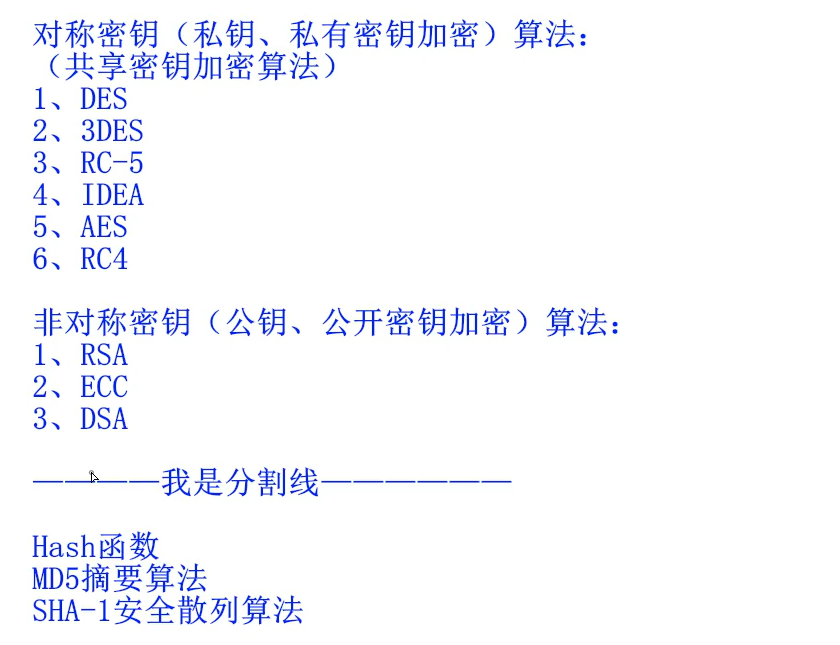 对称密钥（私钥、私有密钥加密）算法：
（共享密钥加密算法）
1、DES
2、3DES
3、RC-5
4、IDEA
5、AES
6、RC4
非对称密钥（公钥、公开密钥加密）算法：
1、RSA
2、ECC
3、DSA
————我是分割线——————
Hash函数
MD5摘要算法
SHA-1安全散列算法